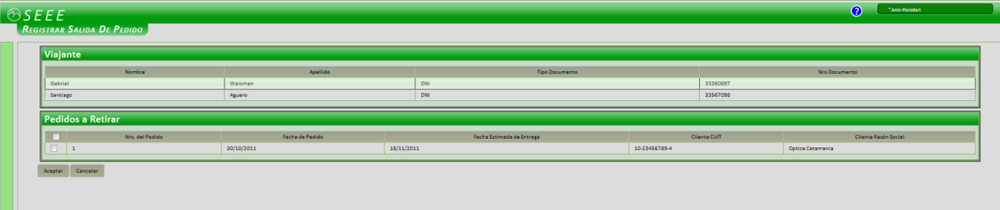 SEEE
?
REGISTRAR SALIDA DE PEDIDO
Viajante
Nombre Apellido Tipo Documento Nro Documento
Gabriel Waisman DNI 33360897
Santiago Aguero DNI 33567098
Pedidos a Retirar
Nro. del Pedido Fecha de Pedido Fecha Estimada de Entrega Cliente CUIT Cliente Razón Social
1 30/10/2011 18/11/2011 10-23456789-4 Optica Catamarca
Aceptar Cancelar